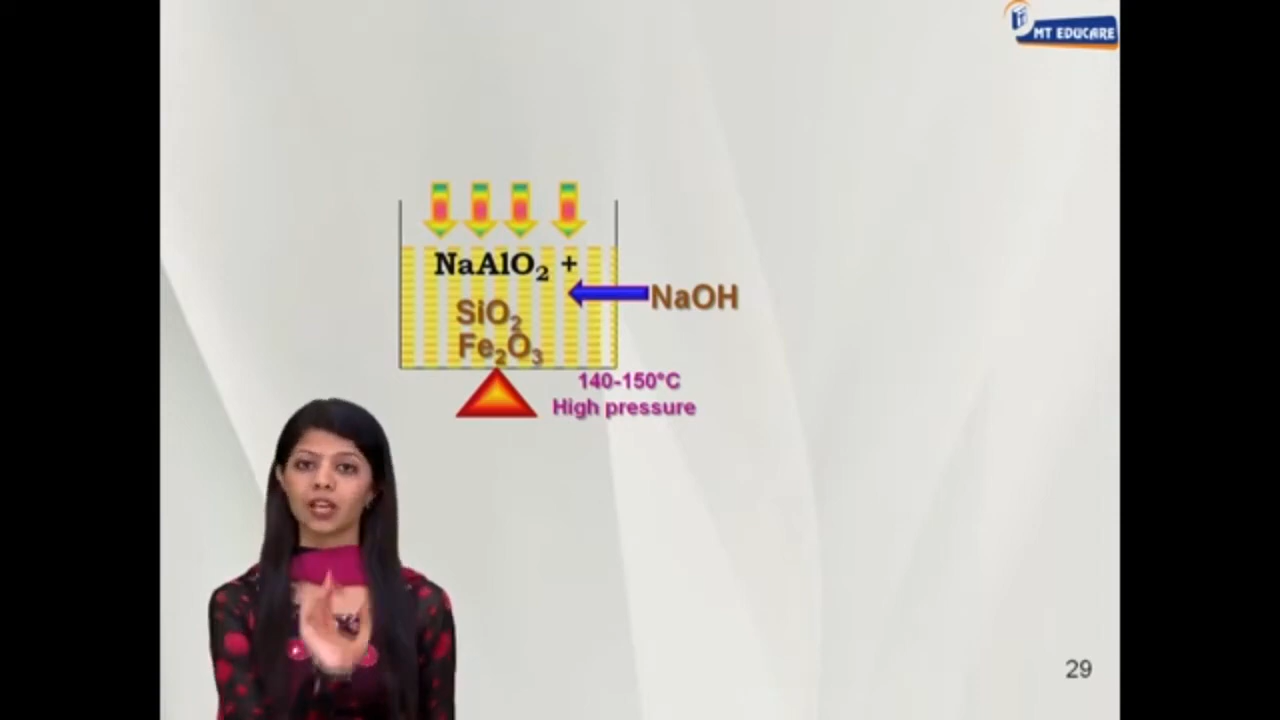 MT EDUCARE
NaAlO₂ +
NaOH
SiO₂
Fe₂O₃
140-150°C
High pressure
29